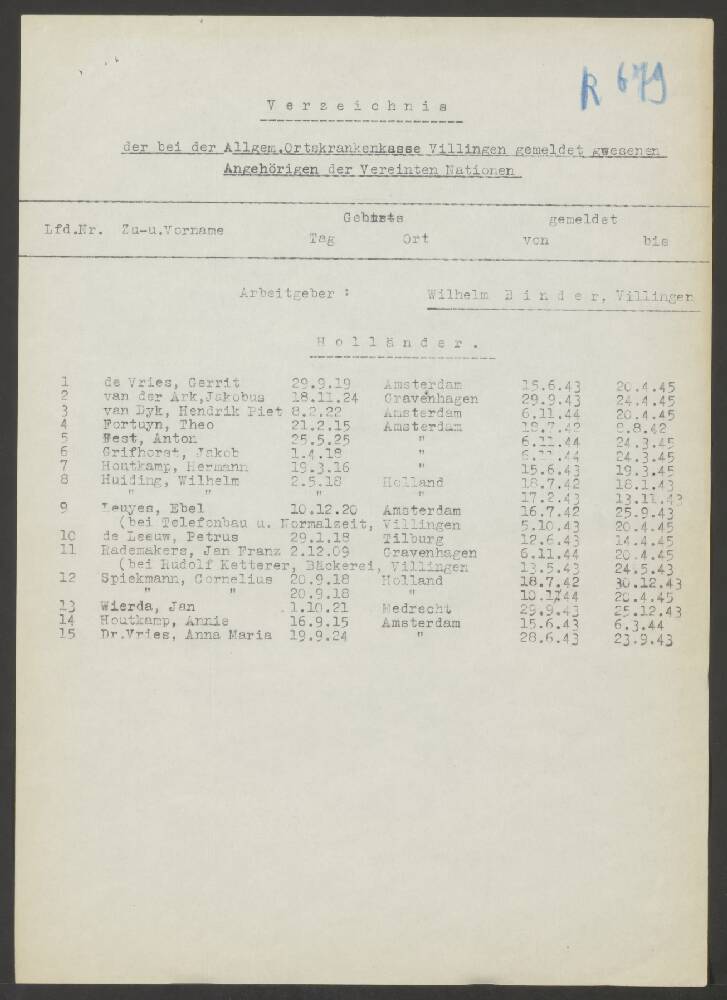 R 679
Verzeichnis
der bei der Allgem.Ortskrankenkasse Villingen gemeldet gwesenen
Angehörigen der Vereinten Nationen
Lfd.Nr. Zu-u.Vorname Geburts gemeldet
Tag Ort von bis
Arbeitgeber : Wilhelm Binder, Villingen
Holländer.
1 de Vries, Gerrit 29.9.19 Amsterdam 15.6.43 20.4.45
2 van der Ark,Jakobus 18.11.24 Gravenhagen 29.9.43 24.4.45
3 van Dyk, Hendrik Piet 8.2.22 Amsterdam 6.11.44 20.4.45
4 Fortuyn, Theo 21.2.15 Amsterdam 18.7.42 8.8.42
5 Best, Anton 25.5.25 " 6.11.44 24.3.45
6 Grifhorst, Jakob 1.4.18 " 6.11.44 24.3.45
7 Houtkamp, Hermann 19.3.16 " 15.6.43 19.3.45
8 Huiding, Wilhelm 2.5.18 Holland 18.7.42 18.1.43
" " " " 17.2.43 13.11.43
9 Leuyes, Ebel 10.12.20 Amsterdam 16.7.42 25.9.43
(bei Telefonbau u. Normalzeit, Villingen 5.10.43 20.4.45
10 de Leeuw, Petrus 29.1.18 Tilburg 12.6.43 14.4.45
11 Rademakers, Jan Franz 2.12.09 Gravenhagen 6.11.44 20.4.45
(bei Rudolf Ketterer, Bäckerei, Villingen 13.5.43 24.5.43
12 Spiekmann, Cornelius 20.9.18 Holland 18.7.42 30.12.43
" " 20.9.18 " 20.4.45
13 Wierda, Jan 1.10.21 Medrecht 29.9.43 25.12.43
14 Houtkamp, Annie 16.9.15 Amsterdam 15.6.43 6.3.44
15 Dr.Vries, Anna Maria 19.9.24 " 28.6.43 23.9.43